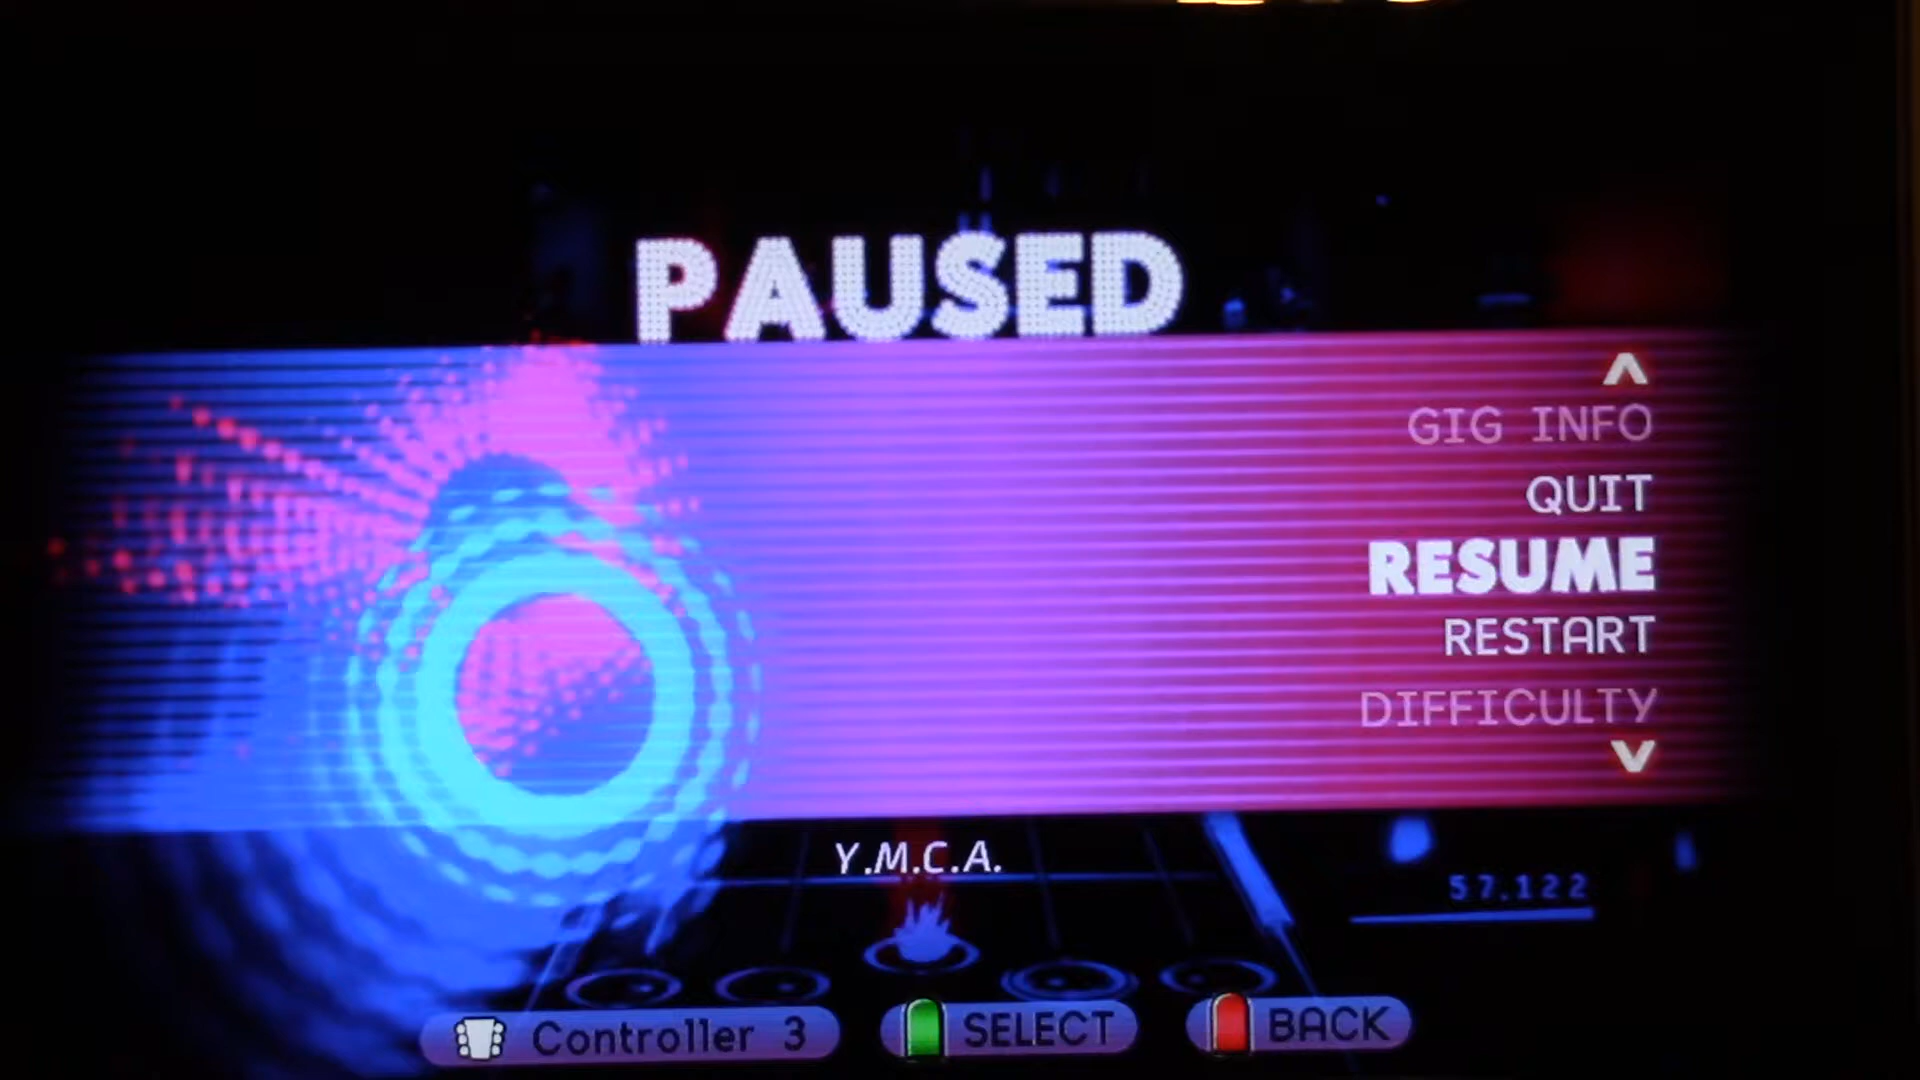 PAUSED
GIG INFO
QUIT
RESUME
RESTART
DIFFICULTY
Y.M.C.A.
57,122
Controller 3
SELECT
BACK